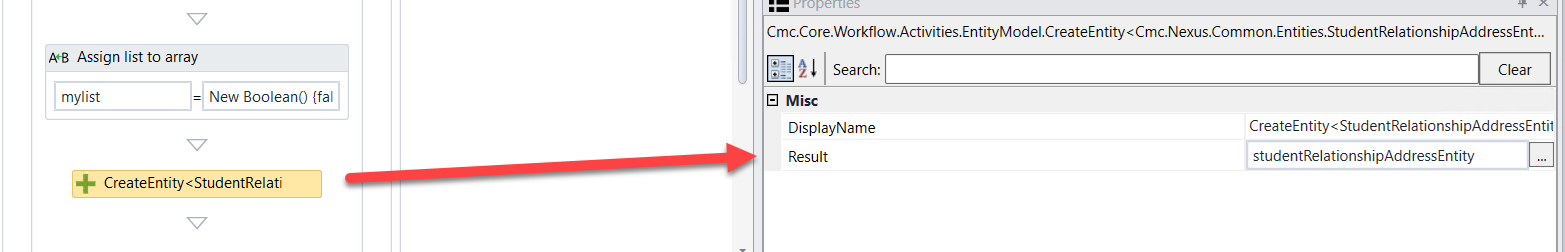 Properties
Cmc.Core.Workflow.Activities.EntityModel.CreateEntity<Cmc.Nexus.Common.Entities.StudentRelationshipAddressEnt...
A Z Search: Clear
Misc
DisplayName CreateEntity<StudentRelationshipAddressEntit
Result studentRelationshipAddressEntity ...
A←B Assign list to array
mylist = New Boolean() {fal
CreateEntity<StudentRelati